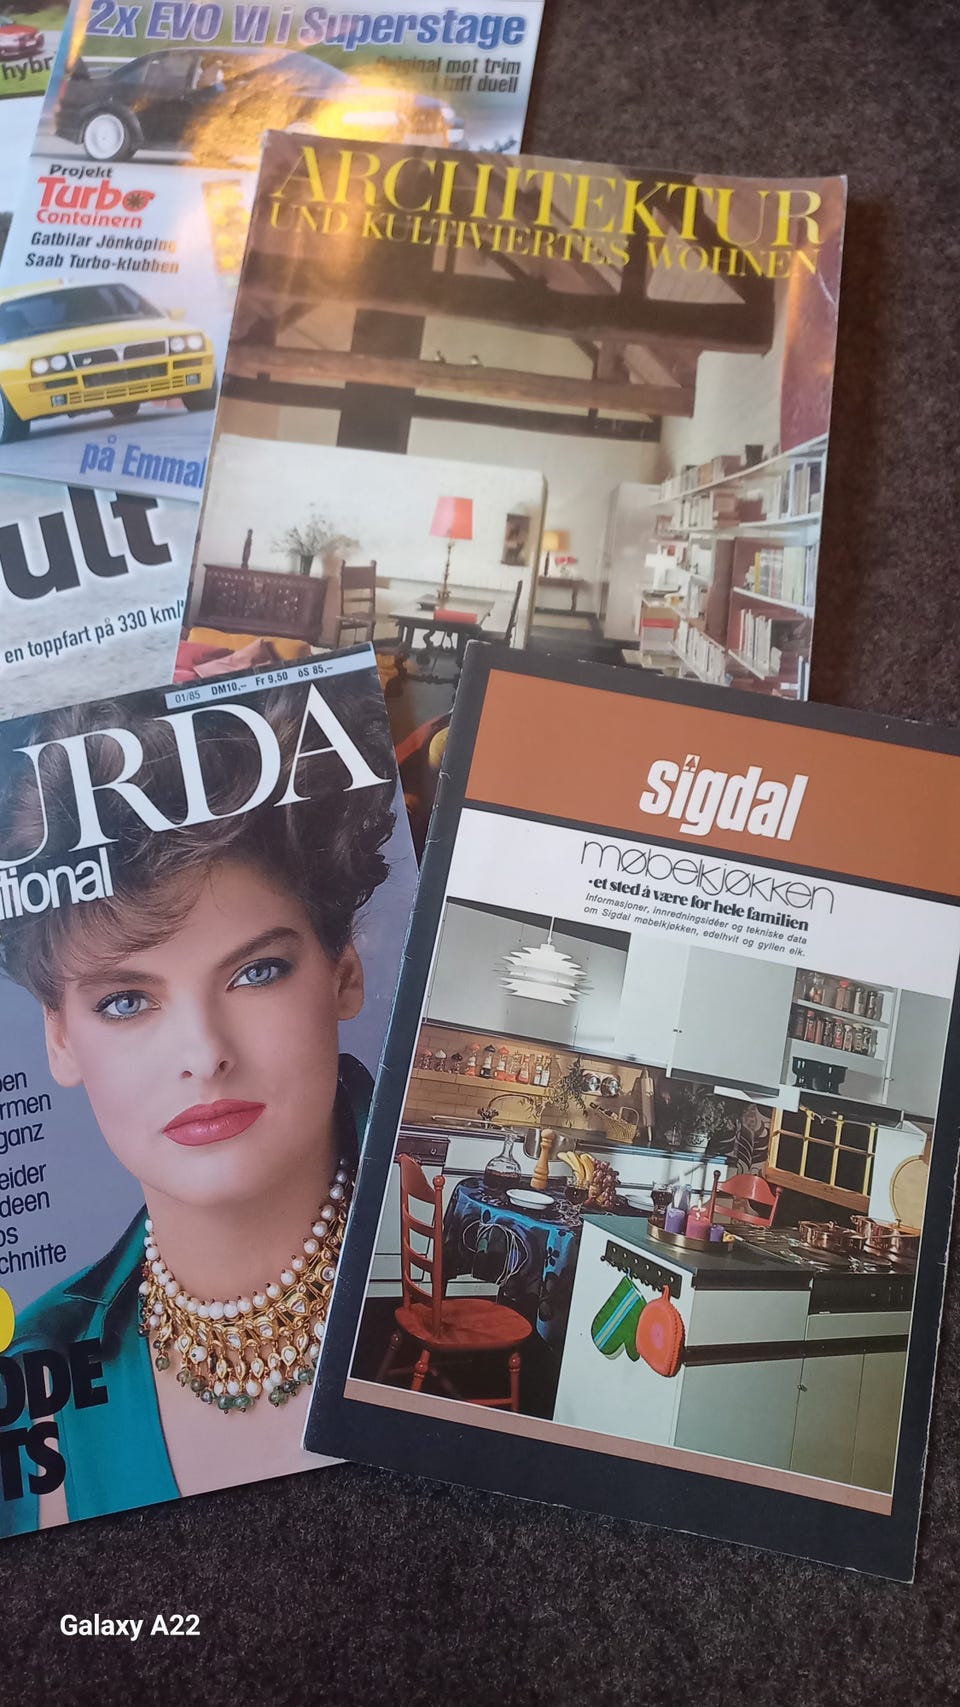 2x EVO VI i Superstage
Original mot trim
i tuff duell
hybr
Projekt
Turbo
Containern
Gatbilar Jönköping
Saab Turbo-klubben
på Emmal
ult
en toppfart på 330 km/
ARCHITEKTUR
UND KULTIVIERTES WOHNEN
01/85 DM10,- Fr 9,50 öS 85,-
URDA
tional
en
rmen
ganz
eider
deen
os
chnitte
ODE
TS
sigdal
møbelkjøkken
-et sted å være for hele familien
Informasjoner, innredningsidéer og tekniske data
om Sigdal møbelkjøkken, edelhvit og gyllen eik.
Galaxy A22